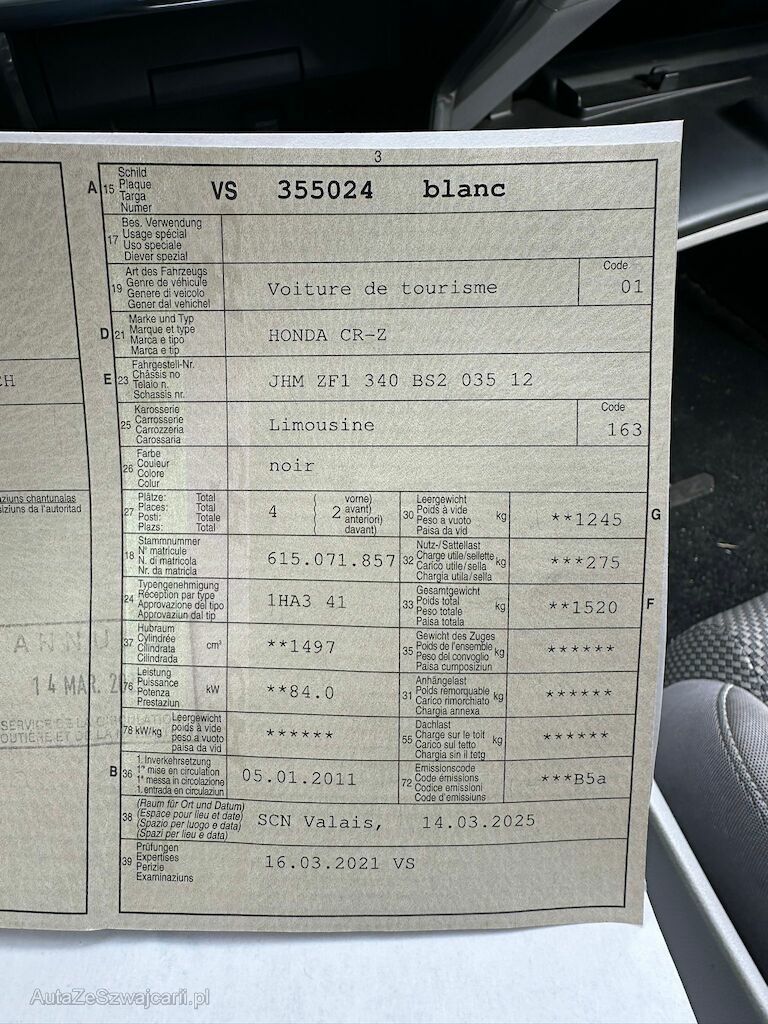 3
A 15 Schild
Plaque
Targa
Numer
VS 355024 blanc
17 Bes. Verwendung
Usage spécial
Uso speciale
Diever spezial
19 Art des Fahrzeugs
Genre de véhicule
Genere di veicolo
Gener dal vehichel
Voiture de tourisme
Code
01
D 21 Marke und Typ
Marque et type
Marca e tipo
Marca e tip
HONDA CR-Z
CH
E 23 Fahrgestell-Nr.
Châssis no
Telaio n.
Schassis nr.
JHM ZF1 340 BS2 035 12
25 Karosserie
Carrosserie
Carrozzeria
Carossaria
Limousine
Code
163
26 Farbe
Couleur
Colore
Colur
noir
27 Plätze: Total
Places: Total
Posti: Totale
Plazs: Total
4 ( 2 vorne)
avant)
anteriori)
davant)
30 Leergewicht
Poids à vide
Peso a vuoto
Paisa da vid
kg
**1245
G
18 Stammnummer
N° matricule
N. di matricola
Nr. da matricla
615.071.857
32 Nutz-/Sattellast
Charge utile/sellette
Carico utile/sella
Chargia utila/sella
kg
***275
24 Typengenehmigung
Réception par type
Approvazione del tipo
Approvaziun dal tip
1HA3 41
33 Gesamtgewicht
Poids total
Peso totale
Paisa totala
kg
**1520
F
37 Hubraum
Cylindrée
Cilindrata
Cilindrada
cm³
**1497
35 Gewicht des Zuges
Poids de l'ensemble
Peso del convoglio
Paisa cumposiziun
kg
******
76 Leistung
Puissance
Potenza
Prestaziun
kW
**84.0
31 Anhängelast
Poids remorquable
Carico rimorchiato
Chargia annexa
kg
******
78 kW/kg Leergewicht
poids à vide
peso a vuoto
paisa da vid
******
55 Dachlast
Charge sur le toit
Carico sul tetto
Chargia sin il tetg
kg
******
B 36 1. Inverkehrsetzung
1re mise en circulation
1a messa in circolazione
1. entrada en circulaziun
05.01.2011
72 Emissionscode
Code émissions
Codice emissioni
Code d'emissiuns
***B5a
38 (Raum für Ort und Datum)
(Espace pour lieu et date)
(Spazio per luogo e data)
(Spazi per lieu e data)
SCN Valais, 14.03.2025
39 Prüfungen
Expertises
Perizie
Examinaziuns
16.03.2021 VS
14 MAR.
AutaZeSzwajcarii.pl